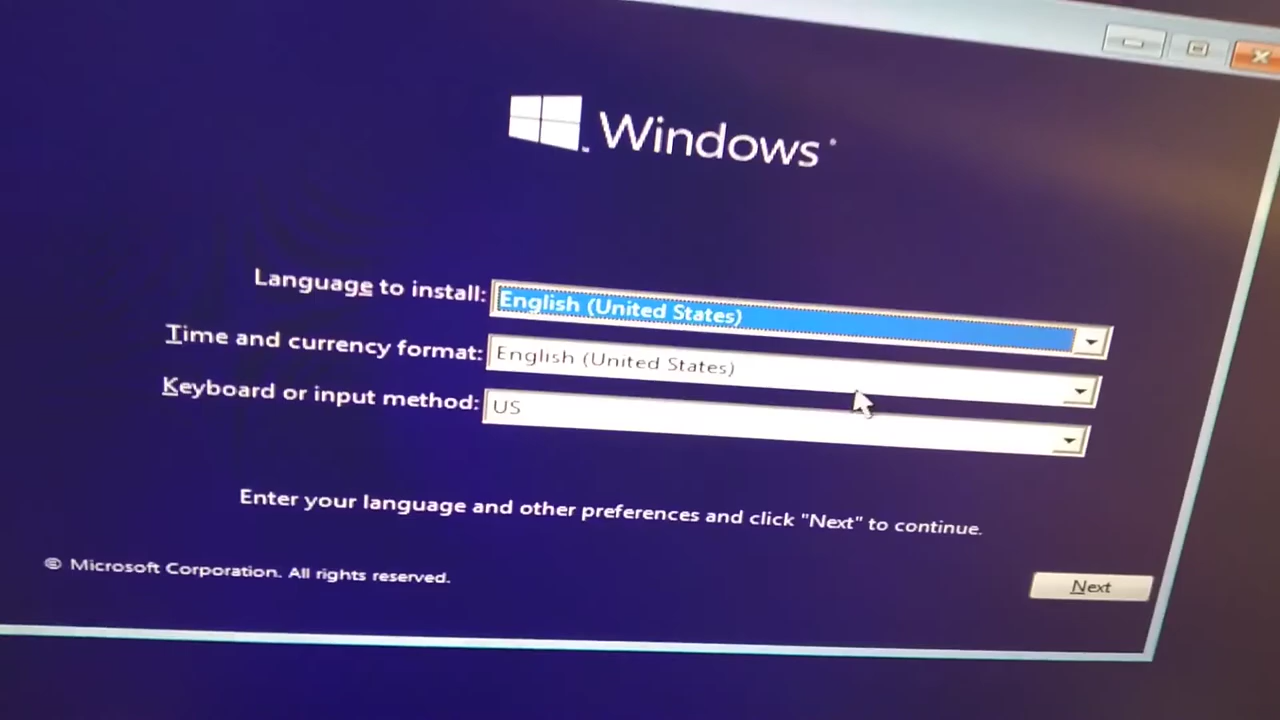 Windows
Language to install: English (United States)
Time and currency format: English (United States)
Keyboard or input method: US
Enter your language and other preferences and click "Next" to continue.
© Microsoft Corporation. All rights reserved.
Next